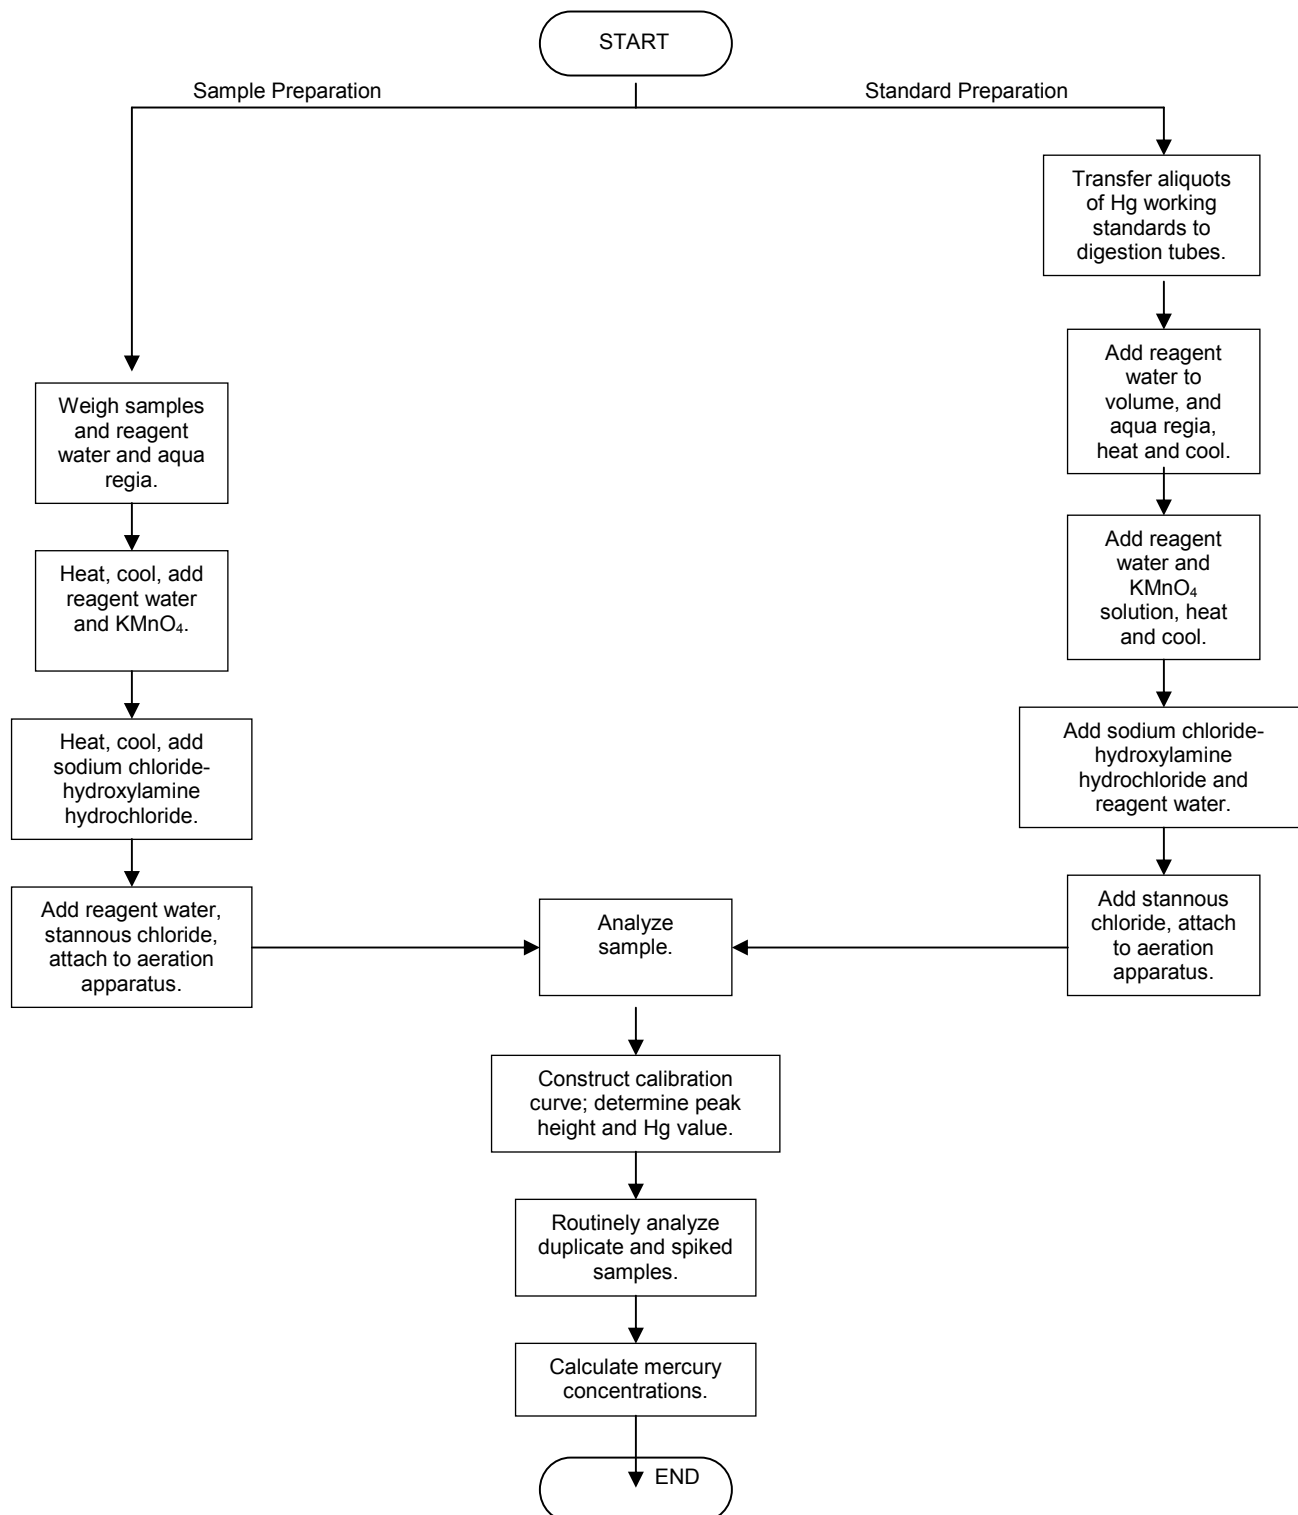 START
Sample Preparation
Standard Preparation
Transfer aliquots
of Hg working
standards to
digestion tubes.
Add reagent
water to
volume, and
aqua regia,
heat and cool.
Weigh samples
and reagent
water and aqua
regia.
Add reagent
water and
KMnO₄
solution, heat
and cool.
Heat, cool, add
reagent water
and KMnO₄.
Heat, cool, add
sodium chloride-
hydroxylamine
hydrochloride.
Add sodium chloride-
hydroxylamine
hydrochloride and
reagent water.
Add reagent water,
stannous chloride,
attach to aeration
apparatus.
Analyze
sample.
Add stannous
chloride, attach
to aeration
apparatus.
Construct calibration
curve; determine peak
height and Hg value.
Routinely analyze
duplicate and spiked
samples.
Calculate mercury
concentrations.
END